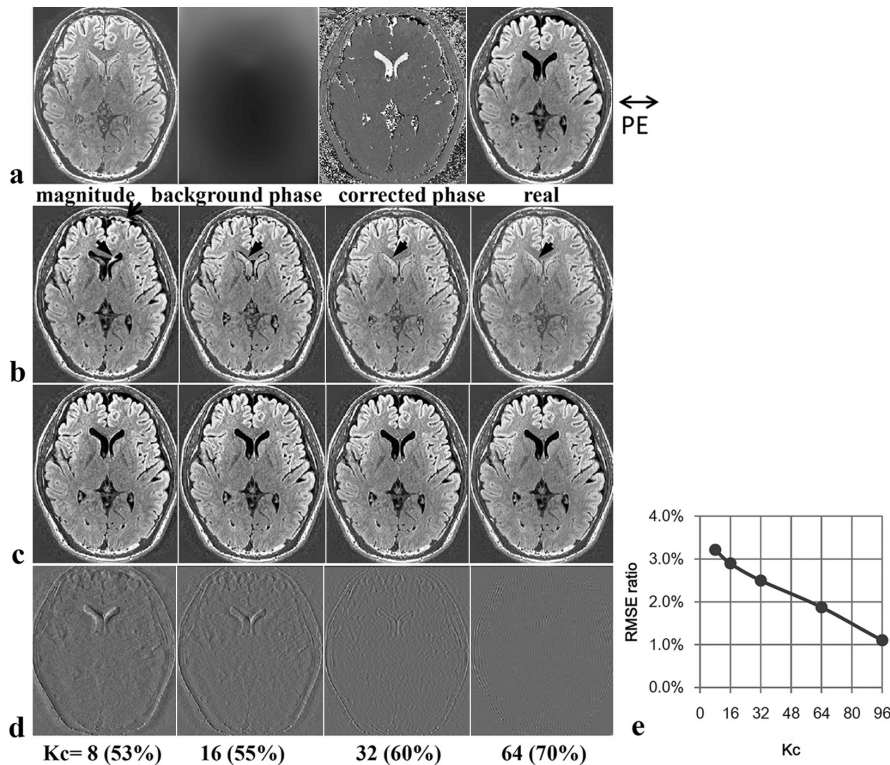 PE
a
magnitude background phase corrected phase real
b
c
d
Kc= 8 (53%) 16 (55%) 32 (60%) 64 (70%)
4.0%
3.0%
2.0%
1.0%
0.0%
RMSE ratio
0 16 32 48 64 80 96
Kc
e